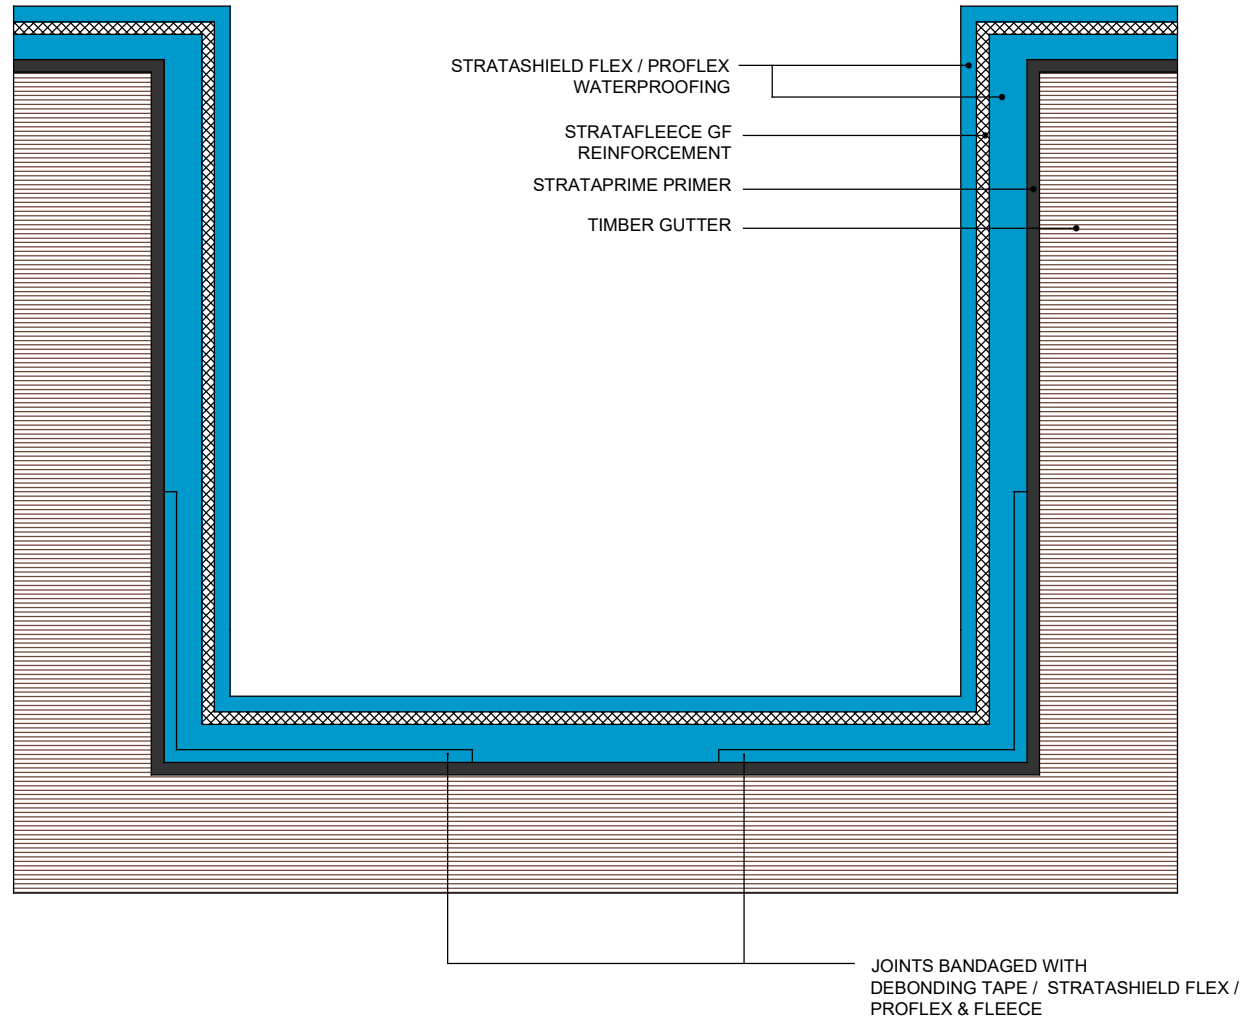 STRATASHIELD FLEX / PROFLEX
WATERPROOFING
STRATAFLEECE GF
REINFORCEMENT
STRATAPRIME PRIMER
TIMBER GUTTER
JOINTS BANDAGED WITH
DEBONDING TAPE / STRATASHIELD FLEX /
PROFLEX & FLEECE